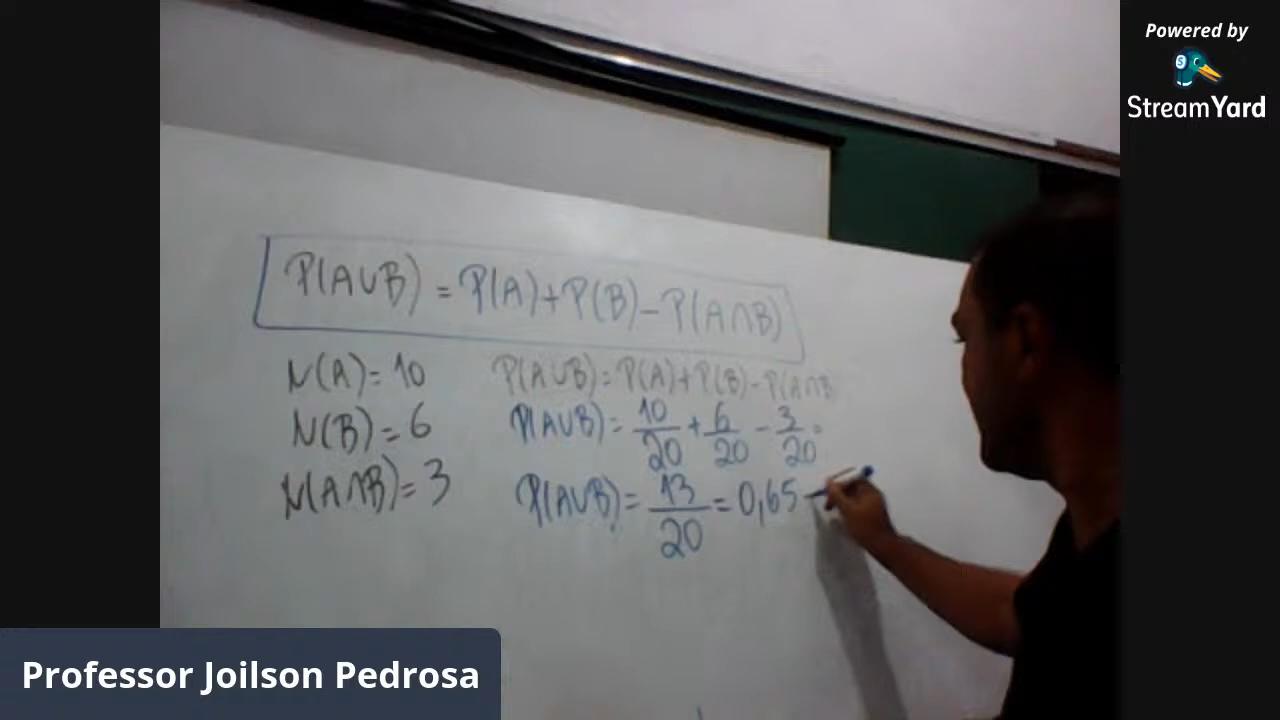 Powered by
StreamYard
P(A∪B) = P(A)+P(B)-P(A∩B)
N(A)=10
N(B)=6
N(A∩B)=3
P(A∪B)=P(A)+P(B)-P(A∩B
P(A∪B)=10/20+6/20-3/20=
P(A∪B)=13/20=0,65
Professor Joilson Pedrosa